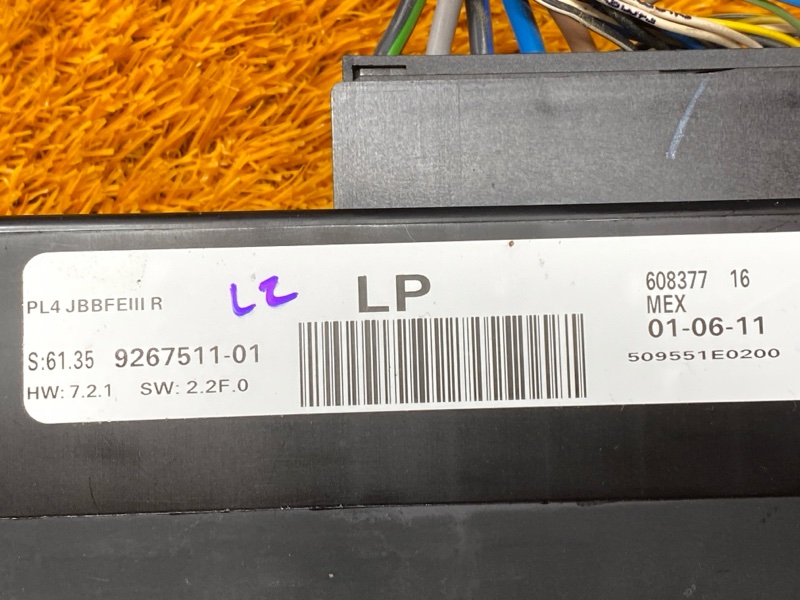 PL4 JBBFEIII R
LZ
LP
608377 16
MEX
01-06-11
509551E0200
S:61.35 9267511-01
HW: 7.2.1 SW: 2.2F.0